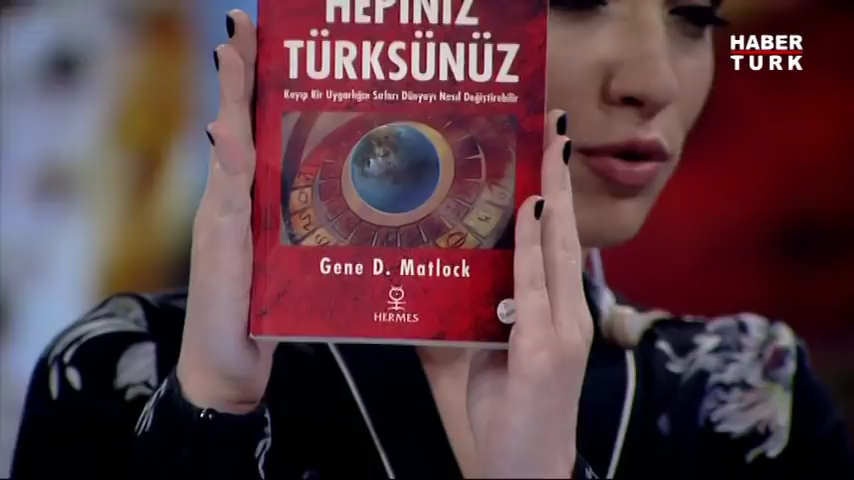 HEPİNİZ
TÜRKSÜNÜZ
Kayıp Bir Uygarlığın Sırları Dünyayı Nasıl Değiştirebilir
Gene D. Matlock
HERMES
HABER
TURK